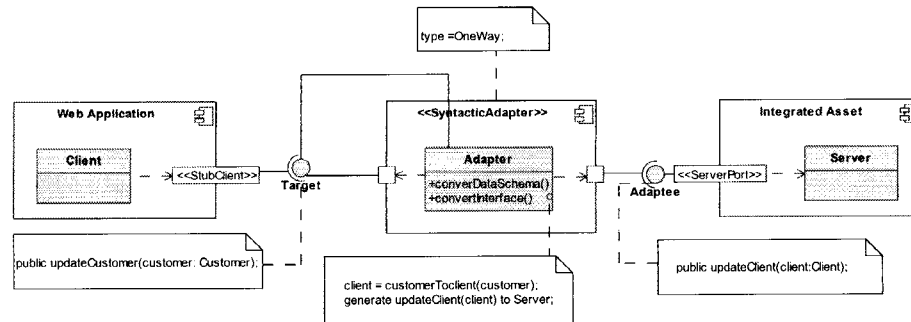 type =OneWay;
Web Application
<<SyntacticAdapter>>
Integrated Asset
Client
Adapter
Server
<<StubClient>>
Target
+converDataSchema()
+convertInterface()
Adaptee
<<ServerPort>>
public updateCustomer(customer: Customer);
client = customerToclient(customer);
generate updateClient(client) to Server;
public updateClient(client:Client);